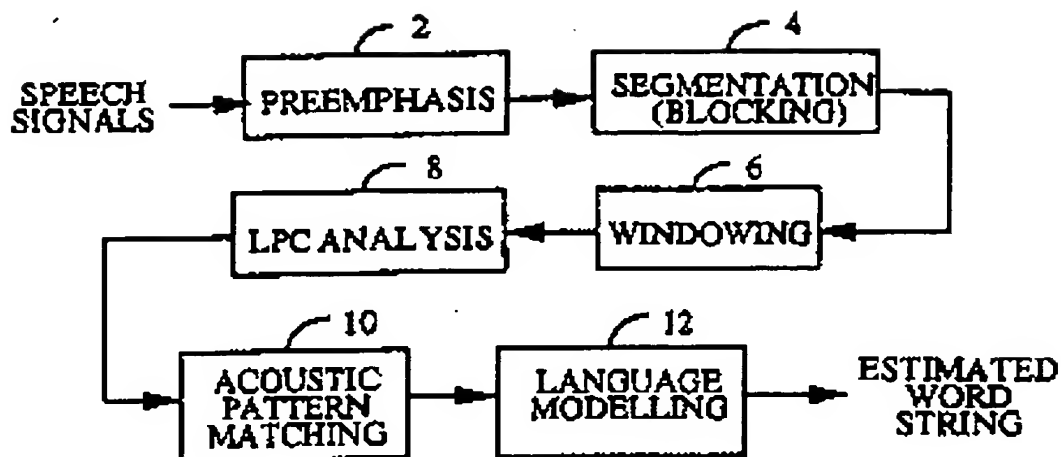 2
4
SPEECH
SIGNALS
PREEMPHASIS
SEGMENTATION
(BLOCKING)
8
6
LPC ANALYSIS
WINDOWING
10
12
ACOUSTIC
PATTERN
MATCHING
LANGUAGE
MODELLING
ESTIMATED
WORD
STRING